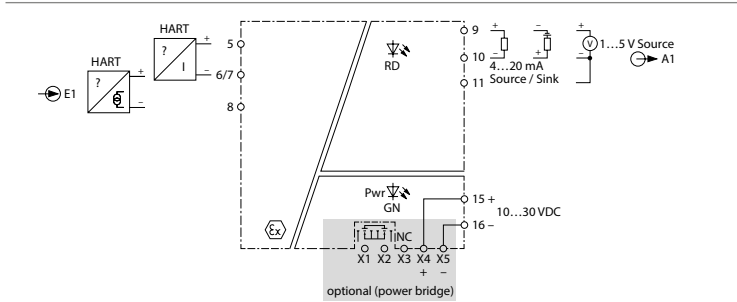 HART
?
I
+
–
5
6/7
8
HART
?
+
–
E1
RD
9
10
11
+
–
–
+
+
–
V
1…5 V Source
4…20 mA
Source / Sink
A1
Pwr
GN
15 +
16 –
10…30 VDC
εx
NC
X1 X2 X3 X4 X5
+ –
optional (power bridge)